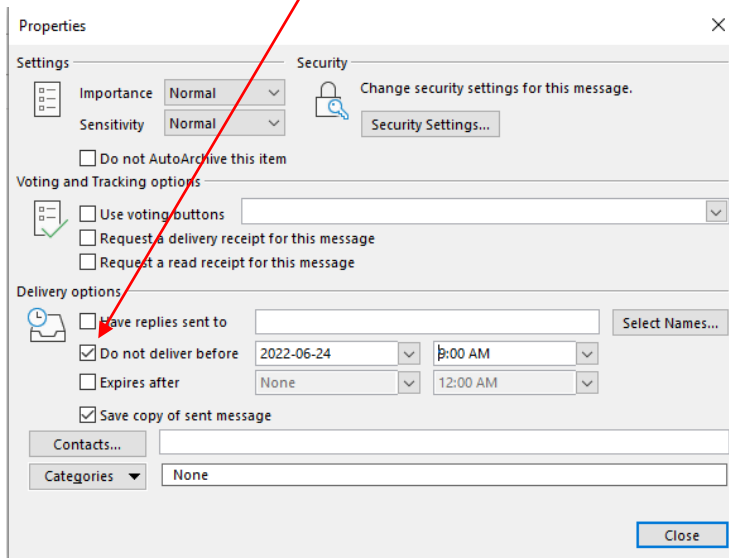 Properties
Settings
Security
Importance Normal
Change security settings for this message.
Sensitivity Normal
Security Settings...
Do not AutoArchive this item
Voting and Tracking options
Use voting buttons
Request a delivery receipt for this message
Request a read receipt for this message
Delivery options
Have replies sent to
Select Names...
Do not deliver before 2022-06-24 9:00 AM
Expires after None 12:00 AM
Save copy of sent message
Contacts...
Categories None
Close